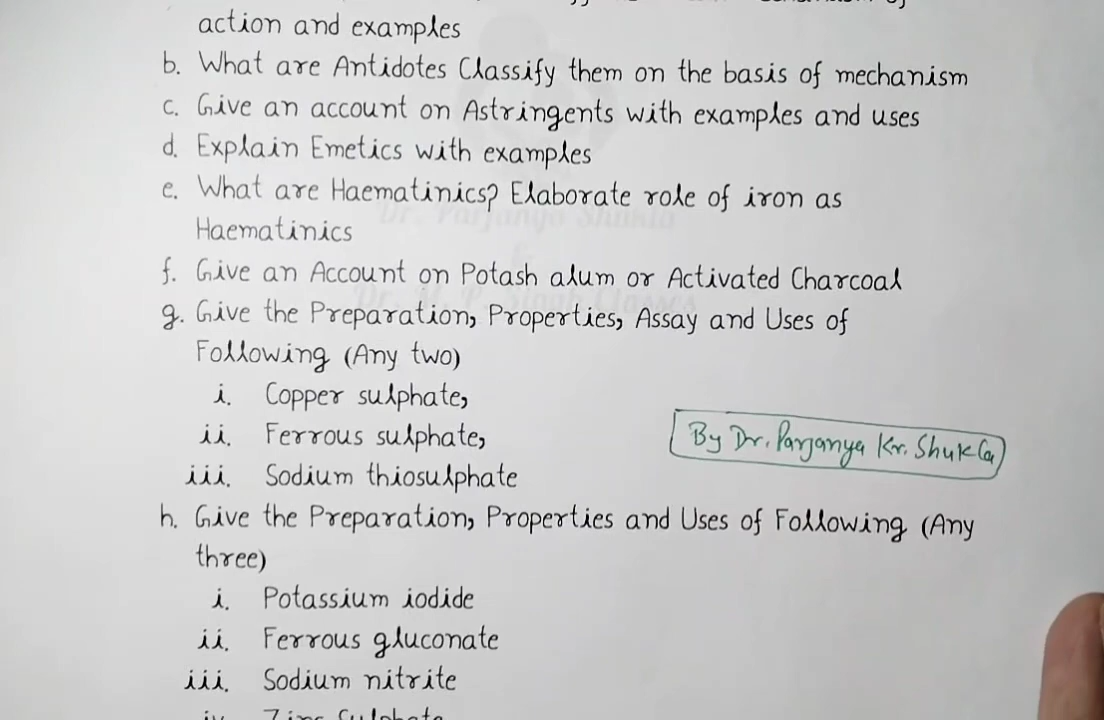 action and examples
b. What are Antidotes Classify them on the basis of mechanism
c. Give an account on Astringents with examples and uses
d. Explain Emetics with examples
e. What are Haematinics? Elaborate role of iron as
Haematinics
f. Give an Account on Potash alum or Activated Charcoal
g. Give the Preparation, Properties, Assay and Uses of
Following (Any two)
i. Copper sulphate,
ii. Ferrous sulphate,
By Dr. Parjanya Kr. Shukla
iii. Sodium thiosulphate
h. Give the Preparation, Properties and Uses of Following (Any
three)
i. Potassium iodide
ii. Ferrous gluconate
iii. Sodium nitrite
iv. Zinc Sulphate